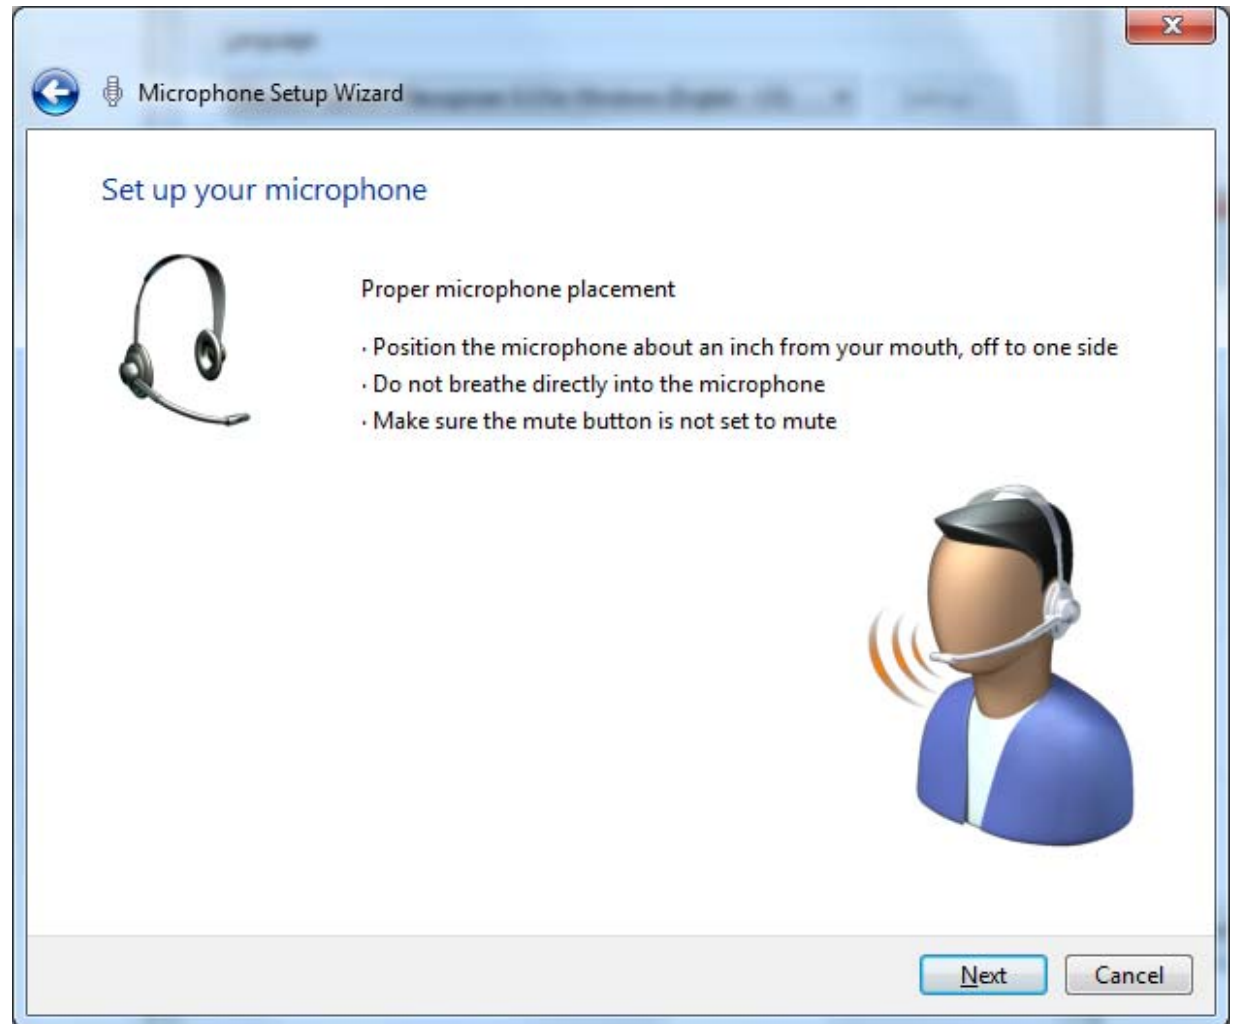 Language
Microphone Setup Wizard
Set up your microphone
Proper microphone placement
· Position the microphone about an inch from your mouth, off to one side
· Do not breathe directly into the microphone
· Make sure the mute button is not set to mute
Next
Cancel